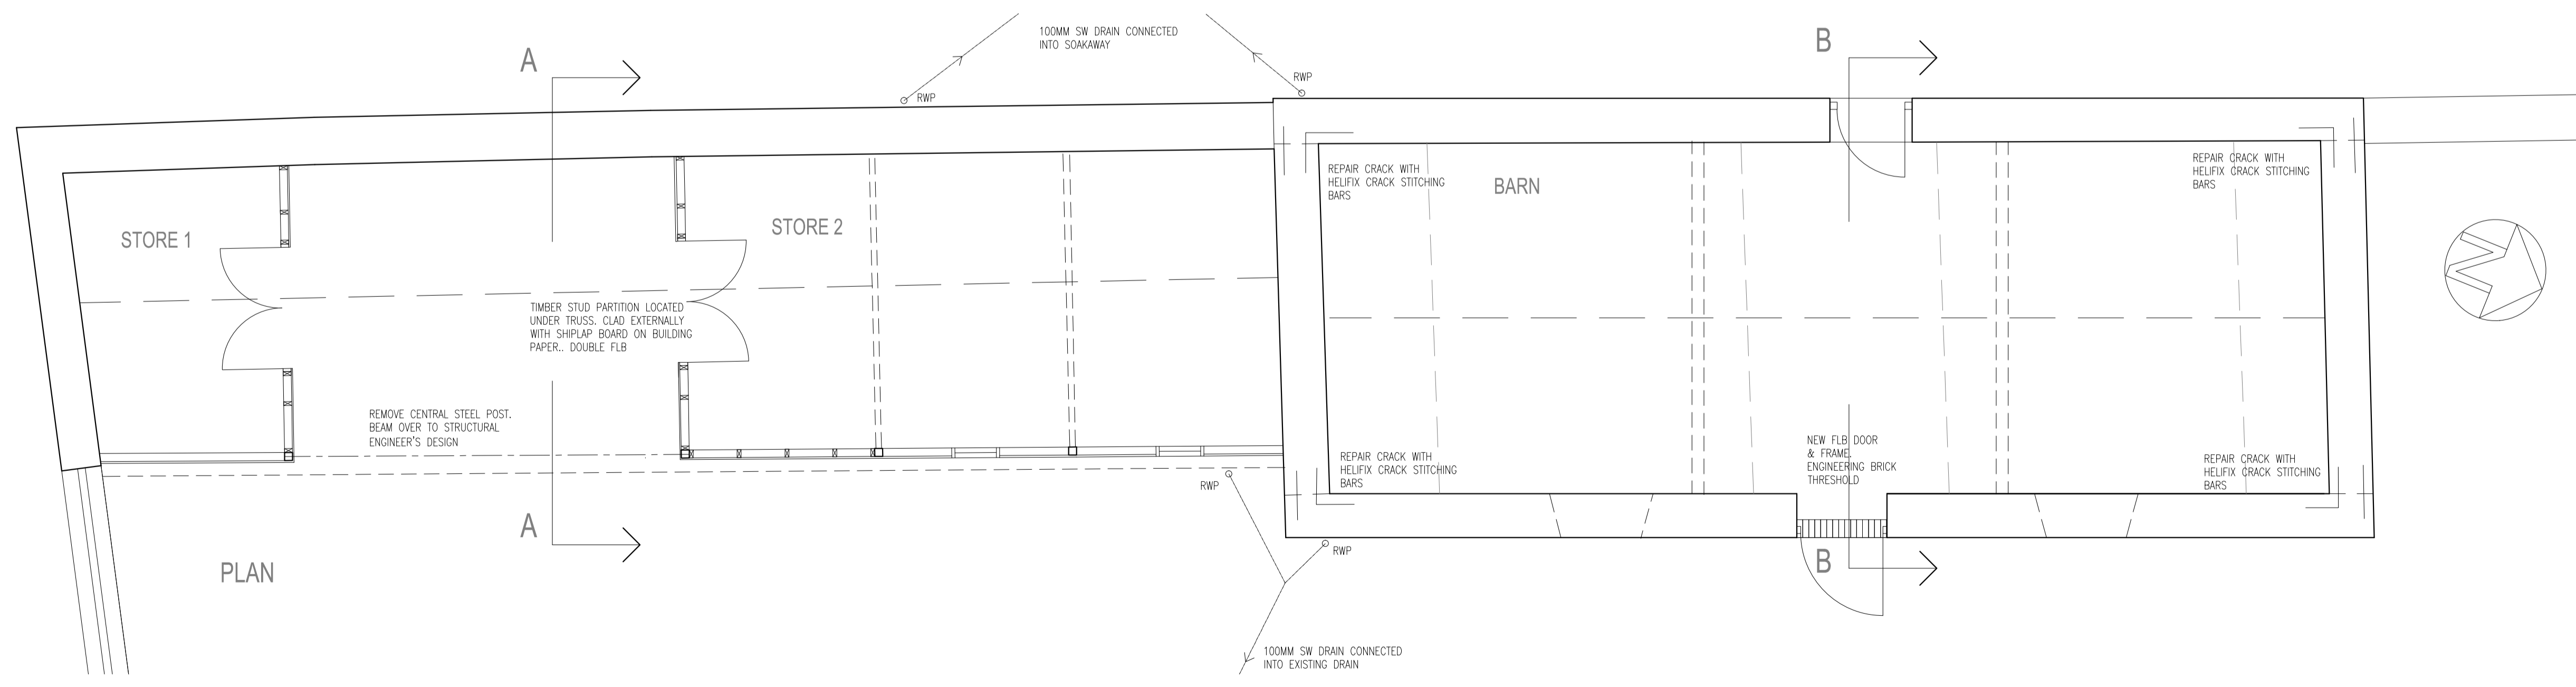 A
100MM SW DRAIN CONNECTED
INTO SOAKAWAY
B
RWP
RWP
REPAIR CRACK WITH
HELIFIX CRACK STITCHING
BARS
BARN
REPAIR CRACK WITH
HELIFIX CRACK STITCHING
BARS
STORE 1
STORE 2
N
TIMBER STUD PARTITION LOCATED
UNDER TRUSS. CLAD EXTERNALLY
WITH SHIPLAP BOARD ON BUILDING
PAPER.. DOUBLE FLB
REMOVE CENTRAL STEEL POST.
BEAM OVER TO STRUCTURAL
ENGINEER'S DESIGN
REPAIR CRACK WITH
HELIFIX CRACK STITCHING
BARS
NEW FLB DOOR
& FRAME.
ENGINEERING BRICK
THRESHOLD
REPAIR CRACK WITH
HELIFIX CRACK STITCHING
BARS
RWP
A
RWP
B
PLAN
100MM SW DRAIN CONNECTED
INTO EXISTING DRAIN